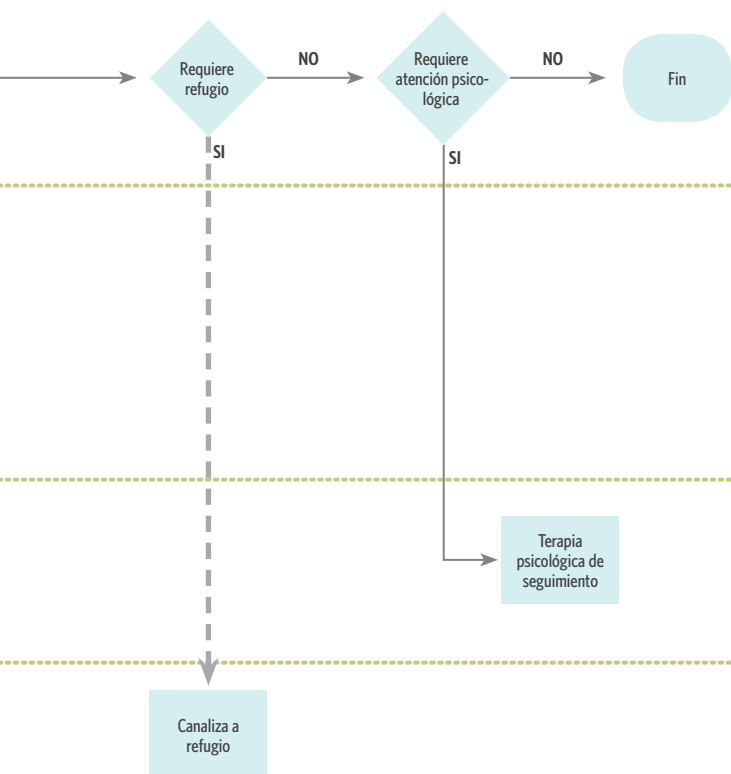 Requiere
refugio
NO
Requiere
atención psico-
lógica
NO
Fin
SI
SI
Terapia
psicológica de
seguimiento
Canaliza a
refugio